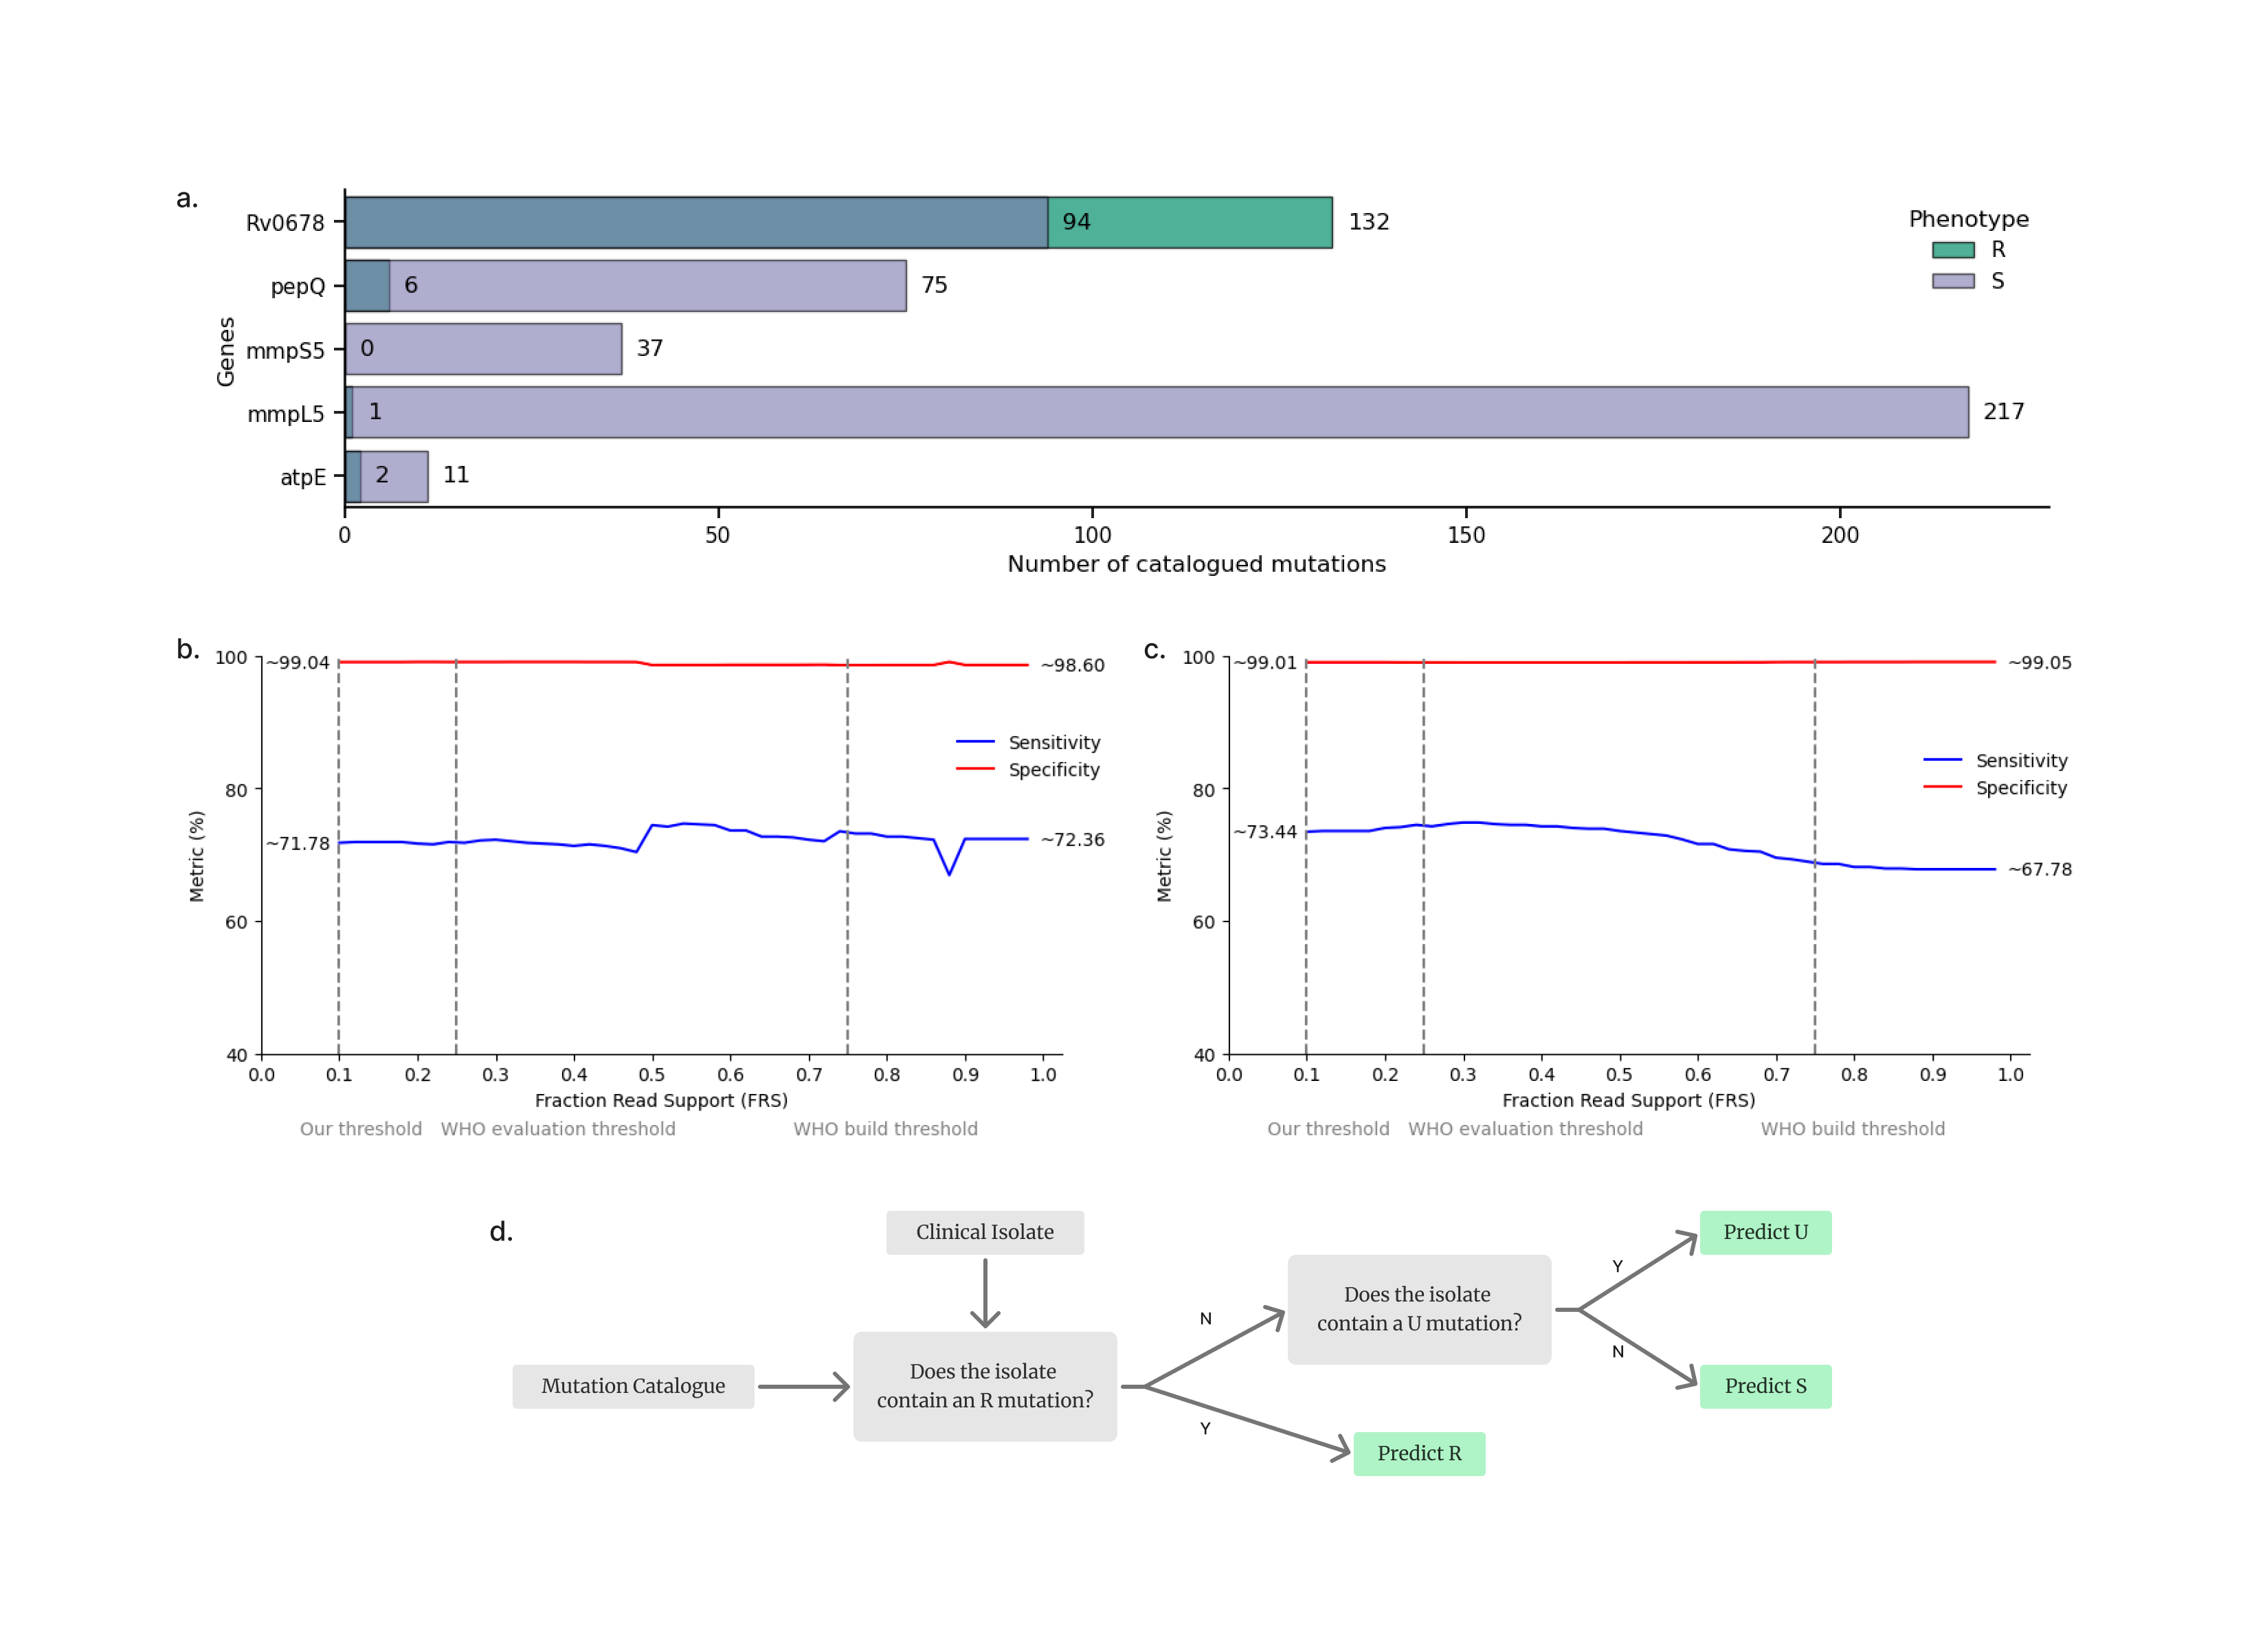 a.
Genes
Rv0678
94
132
pepQ
6
75
mmpS5
0
37
mmpL5
1
217
atpE
2
11
0
50
100
150
200
Number of catalogued mutations
Phenotype
R
S
b.
Metric (%)
100
80
60
40
~99.04
~98.60
~71.78
~72.36
Sensitivity
Specificity
0.0
0.1
0.2
0.3
0.4
0.5
0.6
0.7
0.8
0.9
1.0
Fraction Read Support (FRS)
Our threshold
WHO evaluation threshold
WHO build threshold
c.
Metric (%)
100
80
60
40
~99.01
~99.05
~73.44
~67.78
Sensitivity
Specificity
0.0
0.1
0.2
0.3
0.4
0.5
0.6
0.7
0.8
0.9
1.0
Fraction Read Support (FRS)
Our threshold
WHO evaluation threshold
WHO build threshold
d.
Clinical Isolate
Mutation Catalogue
Does the isolate
contain an R mutation?
N
Y
Does the isolate
contain a U mutation?
Y
N
Predict U
Predict S
Predict R